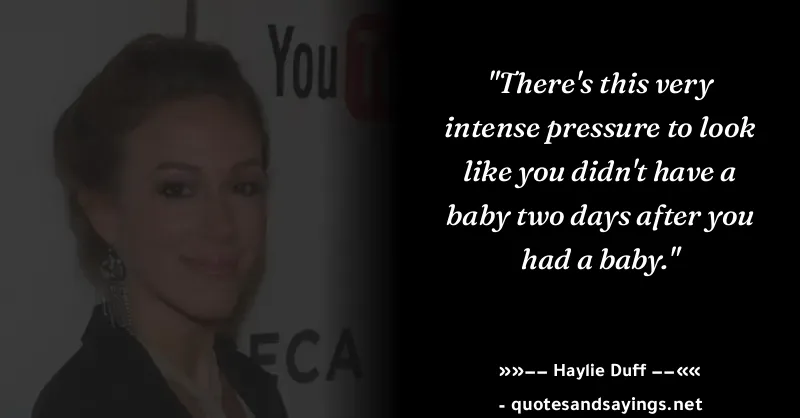 You T
"There's this very
intense pressure to look
like you didn't have a
baby two days after you
had a baby."
ECA
»»–– Haylie Duff ––««
- quotesandsayings.net